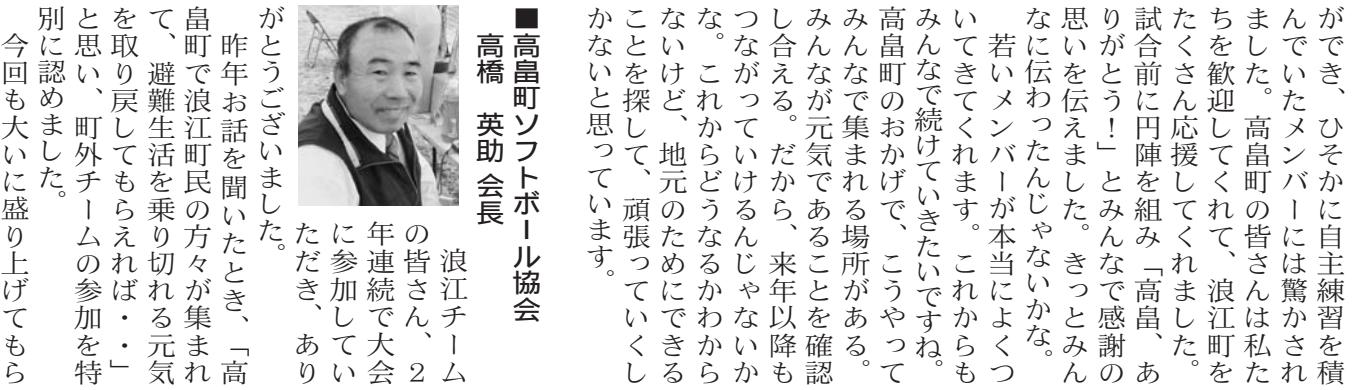 ができ、ひそかに自主練習を積
んでいたメンバーには驚かされ
ました。高畠町の皆さんは私た
ちを歓迎してくれて、浪江町を
たくさん応援してくれました。
試合前に円陣を組み「高畠、あ
りがとう！」とみんなで感謝の
思いを伝えました。きっとみん
なに伝わったんじゃないかな。
若いメンバーが本当によくつ
いてきてくれます。これからも
みんなで続けていきたいですね。
高畠町のおかげで、こうやって
みんなで集まれる場所がある。
みんなが元気であることを確認
し合える。だから、来年以降も
つながっていけるんじゃないか
な。これからどうなるかわから
ないけど、地元のためにできる
ことを探して、頑張っていくし
かないと思っています。
■高畠町ソフトボール協会
高橋　英助 会長
浪江チーム
の皆さん、２
年連続で大会
に参加してい
ただき、あり
がとうございました。
昨年お話を聞いたとき、「高
畠町で浪江町民の方々が集まれ
て、避難生活を乗り切れる元気
を取り戻してもらえれば・・」
と思い、町外チームの参加を特
別に認めました。
今回も大いに盛り上げてもら